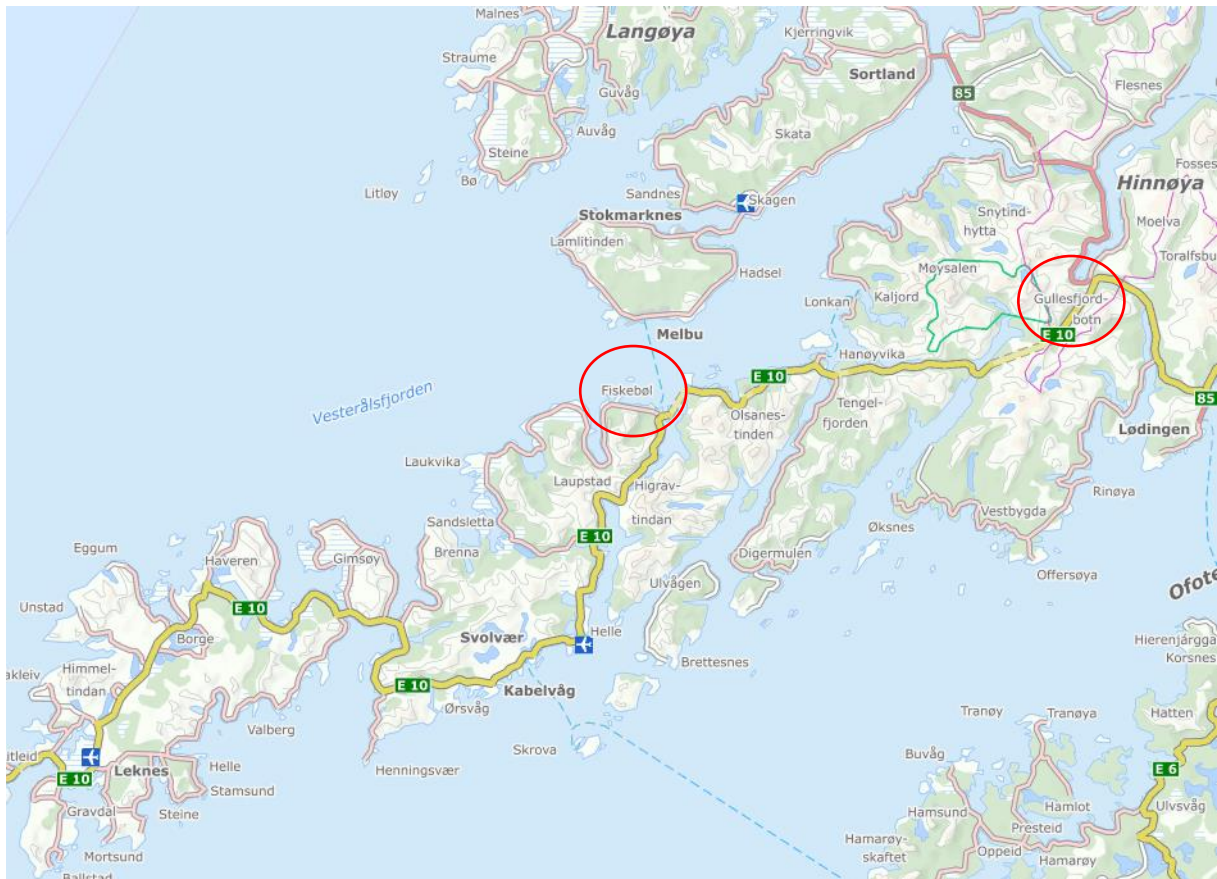 Malnes
Langøya
Kjerringvik
Straume
Sortland
85
Flesnes
Guvåg
Auvåg
Skata
Steine
Bø
Litløy
Sandnes
Skagen
Fosses
Hinnøya
Stokmarknes
Snytind-
hytta
Moelva
Lamlitinden
Toralfsbu
Hadsel
Møysalen
Lonkan
Kaljord
Gullesfjord-
botn
E 10
Melbu
Hanøyvika
E 10
Fiskebøl
Vesterålsfjorden
Olsanes-
tinden
Tengel-
fjorden
85
Lødingen
Laukvika
Laupstad
Higrav-
tindan
Rinøya
Sandsletta
Vestbygda
Øksnes
E 10
Eggum
Haveren
Gimsøy
Brenna
Digermulen
Offersøya
Ulvågen
Ofote
Unstad
E 10
Borge
Svolvær
Helle
Hierenjárgga
Korsnes
akleiv
Himmel-
tindan
Brettesnes
E 10
Kabelvåg
Ørsvåg
Tranøy
Tranøya
Hatten
Valberg
Skrova
Buvåg
itleid
Leknes
Helle
Henningsvær
E 10
Stamsund
E 6
Hamlot
Ulvsvåg
Gravdal
Steine
Hamsund
Presteid
Hamarøy-
skaftet
Oppeid
Hamarøy
Mortsund
Ballstad